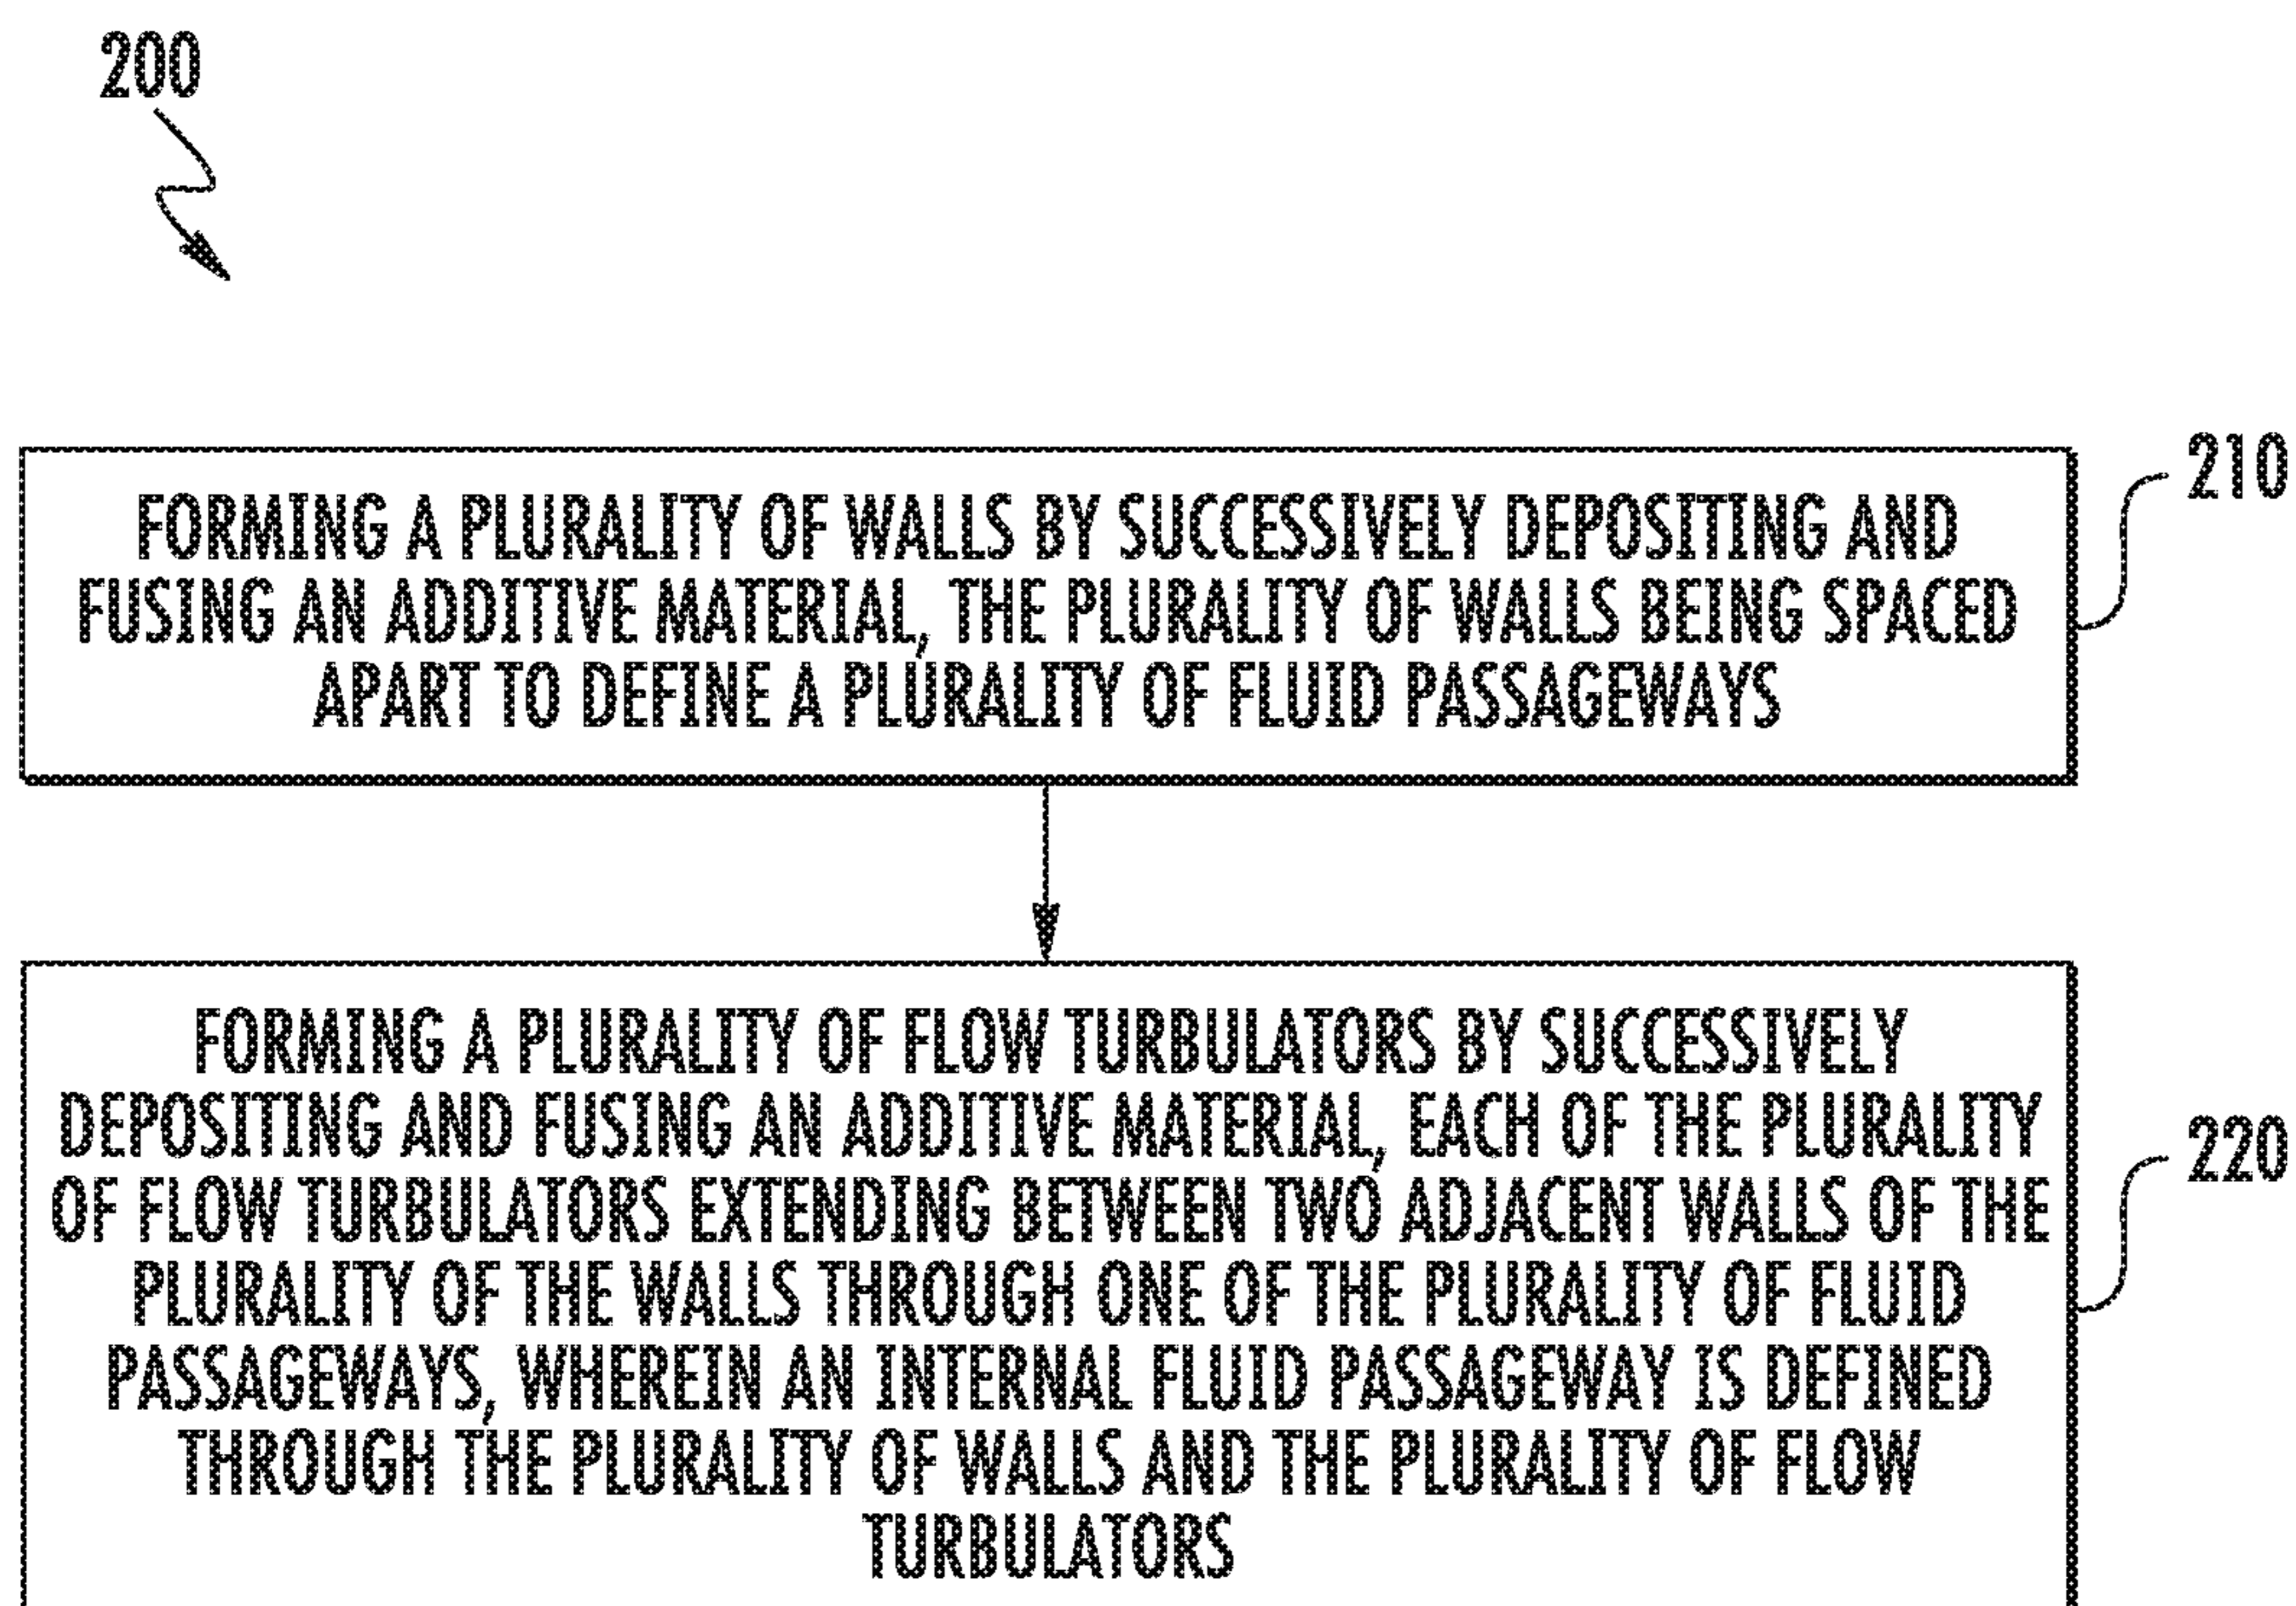 200
FORMING A PLURALITY OF WALLS BY SUCCESSIVELY DEPOSITING AND
FUSING AN ADDITIVE MATERIAL, THE PLURALITY OF WALLS BEING SPACED
APART TO DEFINE A PLURALITY OF FLUID PASSAGEWAYS
210
FORMING A PLURALITY OF FLOW TURBULATORS BY SUCCESSIVELY
DEPOSITING AND FUSING AN ADDITIVE MATERIAL, EACH OF THE PLURALITY
OF FLOW TURBULATORS EXTENDING BETWEEN TWO ADJACENT WALLS OF THE
PLURALITY OF THE WALLS THROUGH ONE OF THE PLURALITY OF FLUID
PASSAGEWAYS, WHEREIN AN INTERNAL FLUID PASSAGEWAY IS DEFINED
THROUGH THE PLURALITY OF WALLS AND THE PLURALITY OF FLOW
TURBULATORS
220